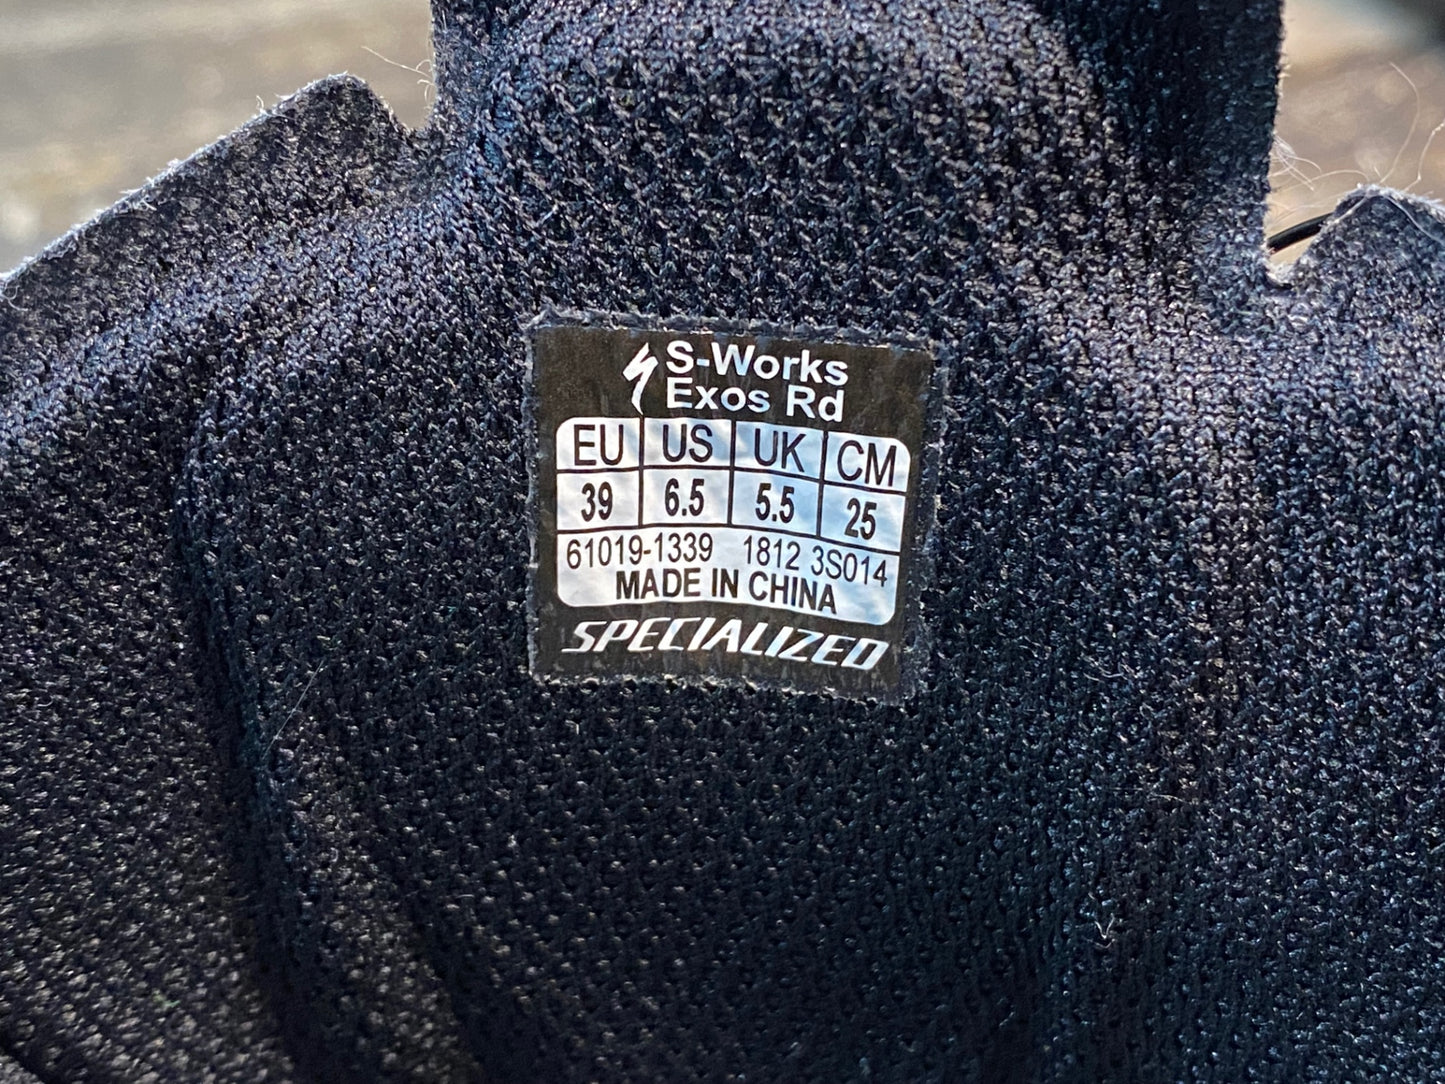 S-Works
Exos Rd
EU US UK CM
39 6.5 5.5 25
61019-1339 1812 3S014
MADE IN CHINA
SPECIALIZED